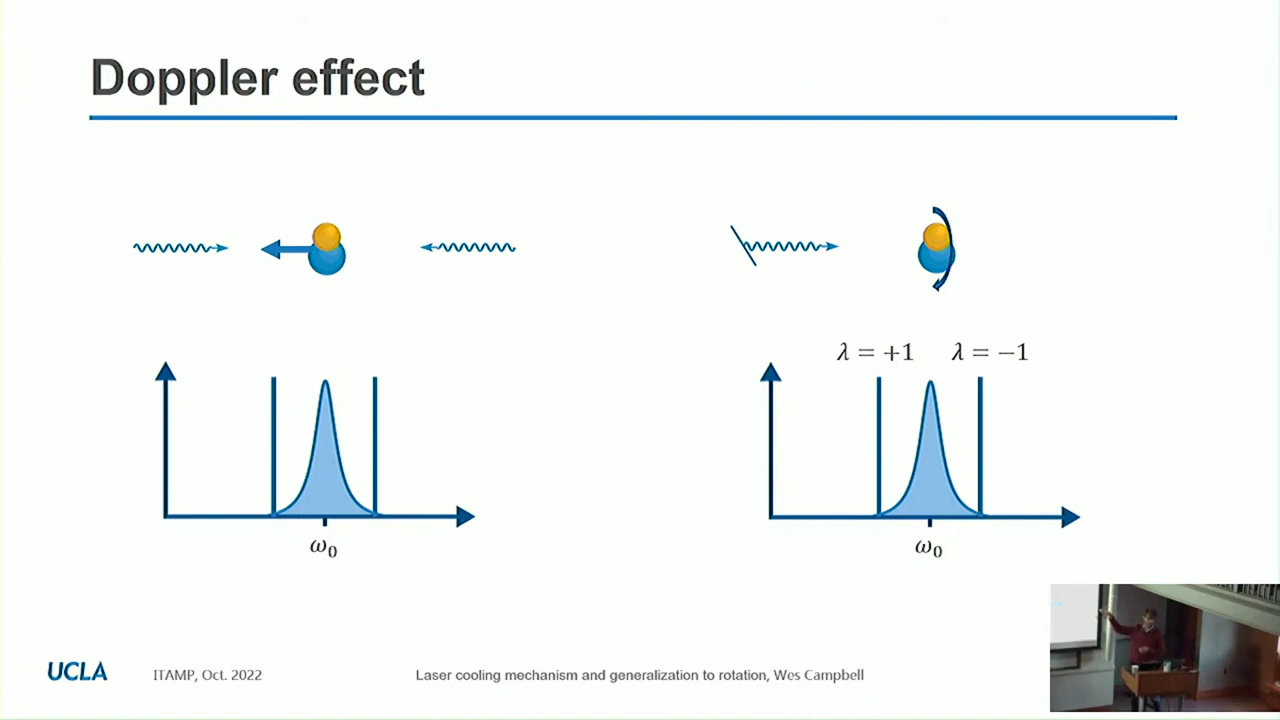 Doppler effect
λ = +1 λ = −1
ω₀
ω₀
UCLA
ITAMP, Oct. 2022
Laser cooling mechanism and generalization to rotation, Wes Campbell